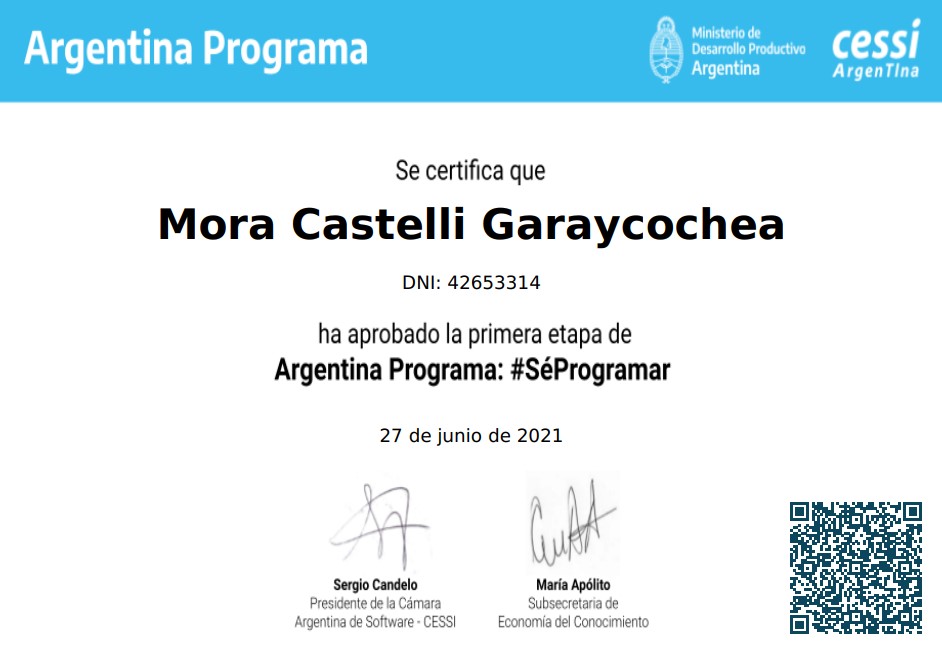 Argentina Programa
Ministerio de
Desarrollo Productivo
Argentina
cessi
ArgenTIna
Se certifica que
Mora Castelli Garaycochea
DNI: 42653314
ha aprobado la primera etapa de
Argentina Programa: #SéProgramar
27 de junio de 2021
Sergio Candelo
Presidente de la Cámara
Argentina de Software - CESSI
María Apólito
Subsecretaria de
Economía del Conocimiento